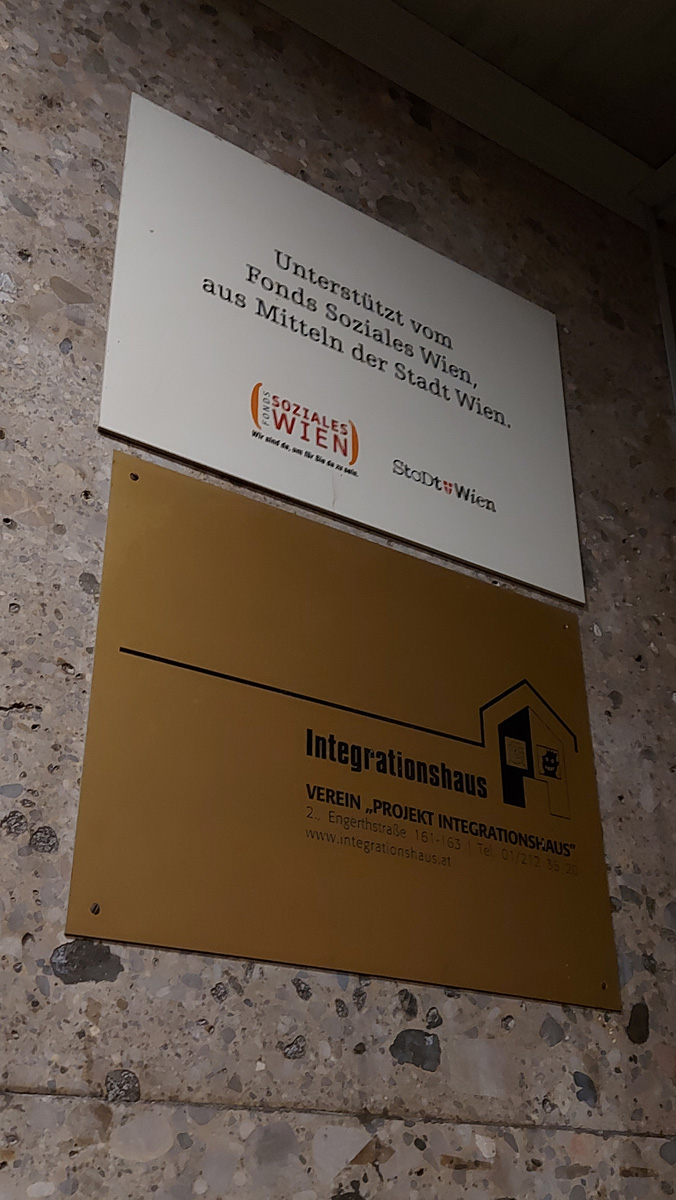 Unterstützt vom
Fonds Soziales Wien,
aus Mitteln der Stadt Wien.
FONDS
SOZIALES
WIEN
Wir sind da, um für Sie da zu sein.
StaDt Wien
Integrationshaus
VEREIN „PROJEKT INTEGRATIONSHAUS"
2., Engerthstraße 161-163 | Tel. 01/212 35 20
www.integrationshaus.at